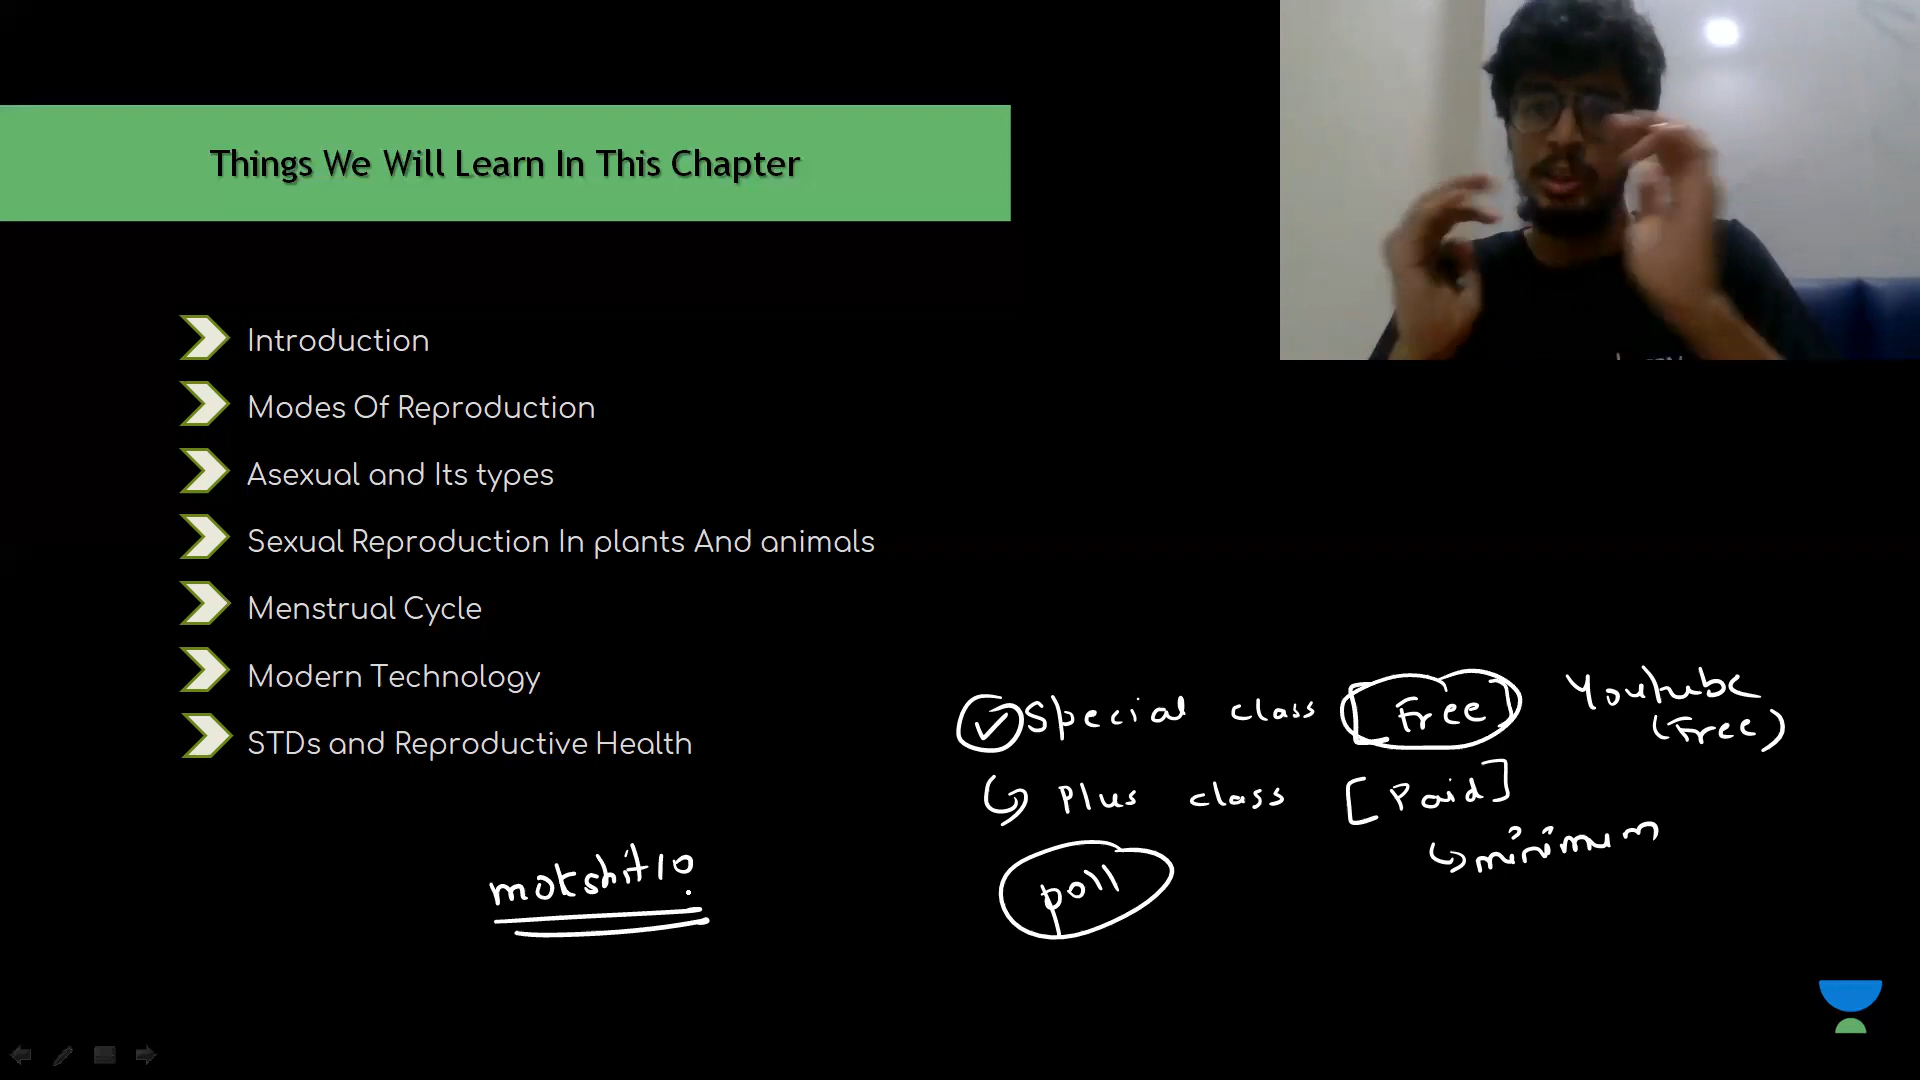 Things We Will Learn In This Chapter
Introduction
Modes Of Reproduction
Asexual and Its types
Sexual Reproduction In plants And animals
Menstrual Cycle
Modern Technology
STDs and Reproductive Health
Special class [Free] Youtube
(Free)
Plus class [Paid]
minimum
poll
mokshit10